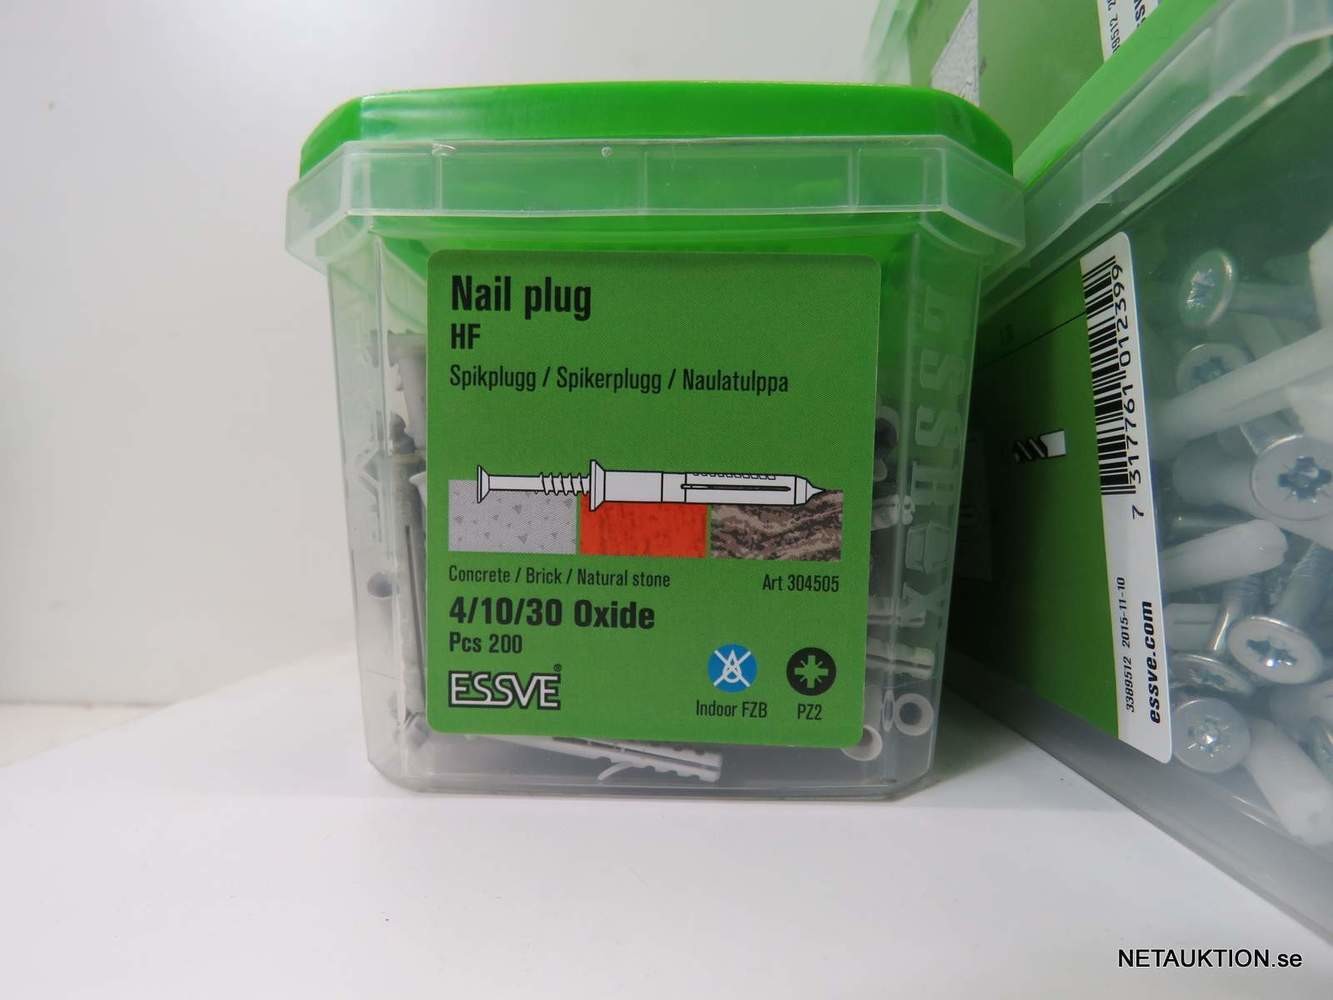 Nail plug
HF
Spikplugg / Spikerplugg / Naulatulppa
Concrete / Brick / Natural stone
Art 304505
4/10/30 Oxide
Pcs 200
ESSVE®
Indoor FZB
PZ2
ESSVE
7 317761 012399
3389512 2015-11-10
essve.com
NETAUKTION.se